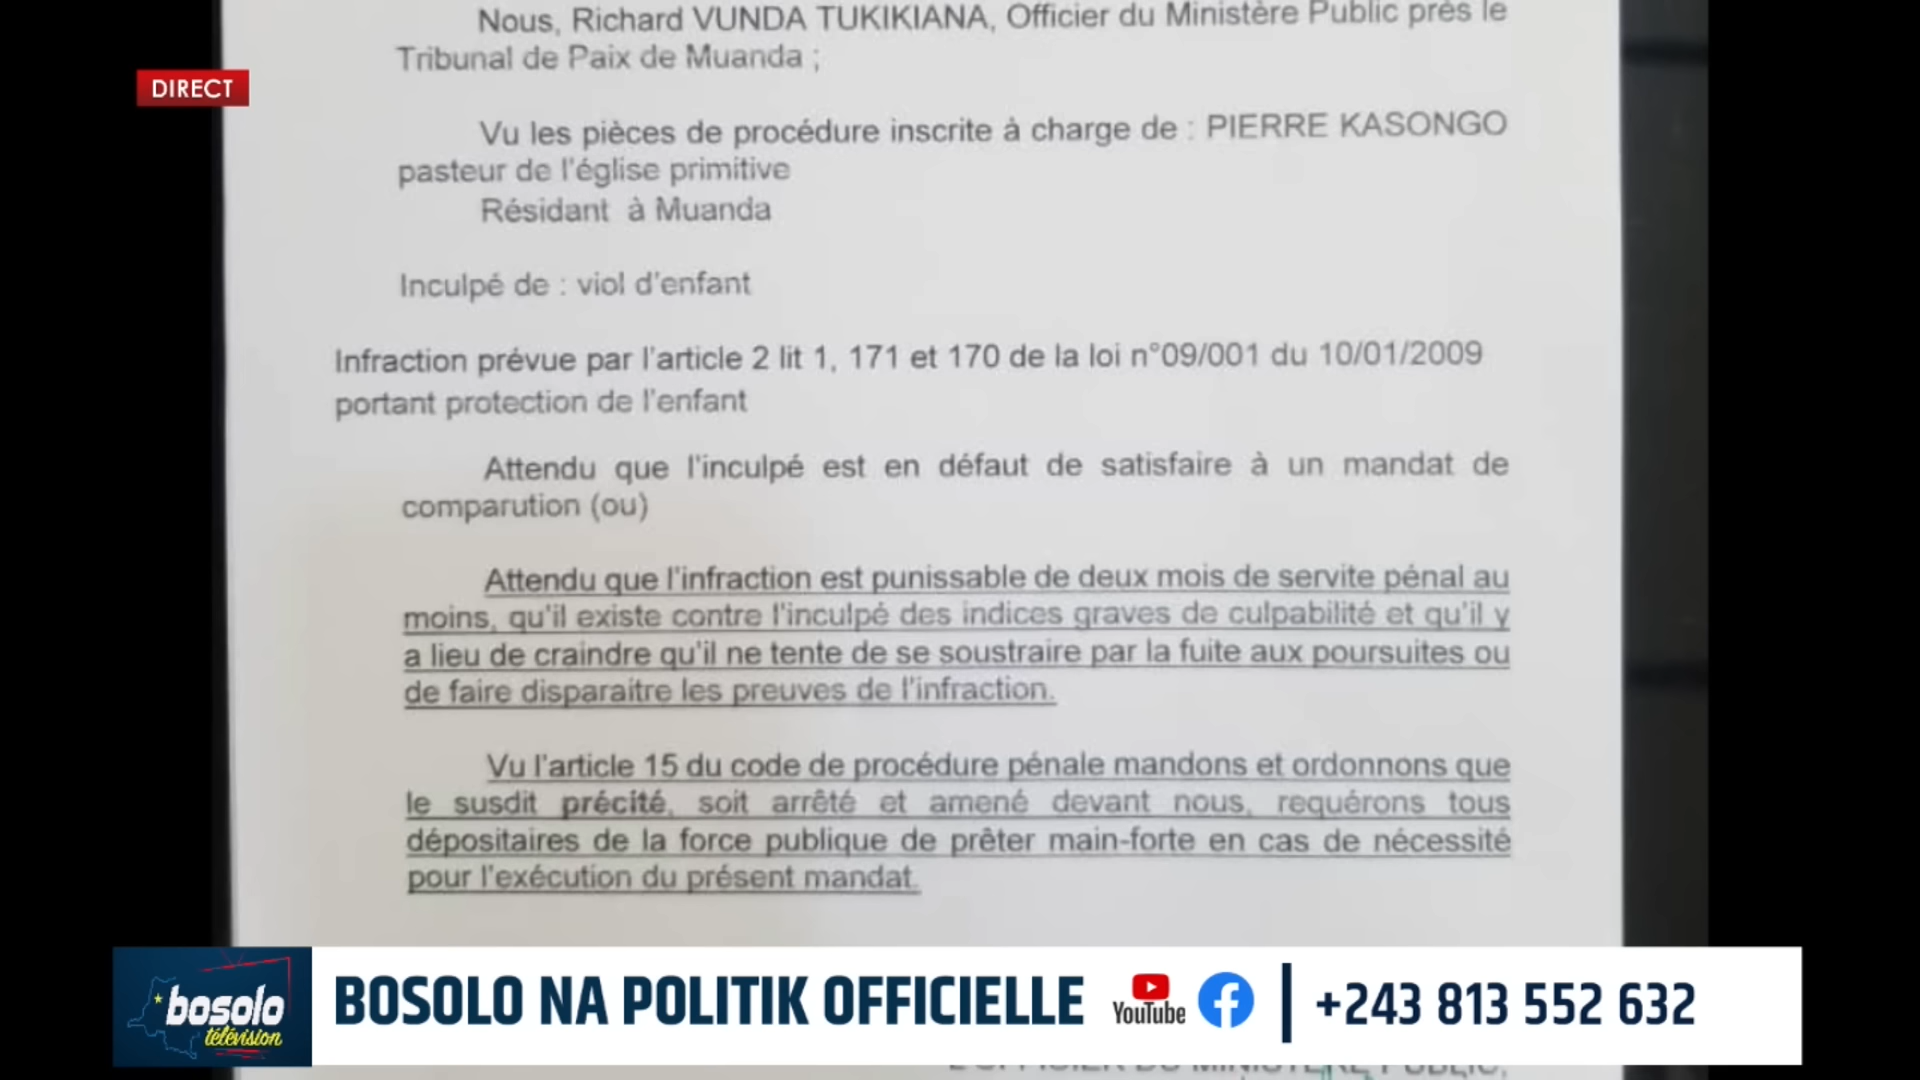 Nous, Richard VUNDA TUKIKIANA, Officier du Ministère Public près le
Tribunal de Paix de Muanda ;
DIRECT
Vu les pièces de procédure inscrite à charge de : PIERRE KASONGO
pasteur de l'église primitive
Résidant à Muanda
Inculpé de : viol d'enfant
Infraction prévue par l'article 2 lit 1, 171 et 170 de la loi n°09/001 du 10/01/2009
portant protection de l'enfant
Attendu que l'inculpé est en défaut de satisfaire à un mandat de
comparution (ou)
Attendu que l'infraction est punissable de deux mois de servite pénal au
moins, qu'il existe contre l'inculpé des indices graves de culpabilité et qu'il y
a lieu de craindre qu'il ne tente de se soustraire par la fuite aux poursuites ou
de faire disparaitre les preuves de l'infraction.
Vu l'article 15 du code de procédure pénale mandons et ordonnons que
le susdit précité, soit arrêté et amené devant nous, requérons tous
dépositaires de la force publique de prêter main-forte en cas de nécessité
pour l'exécution du présent mandat.
bosolo
télévision
BOSOLO NA POLITIK OFFICIELLE
YouTube
+243 813 552 632
L'OFFICIER DU MINISTERE PUBLIC,